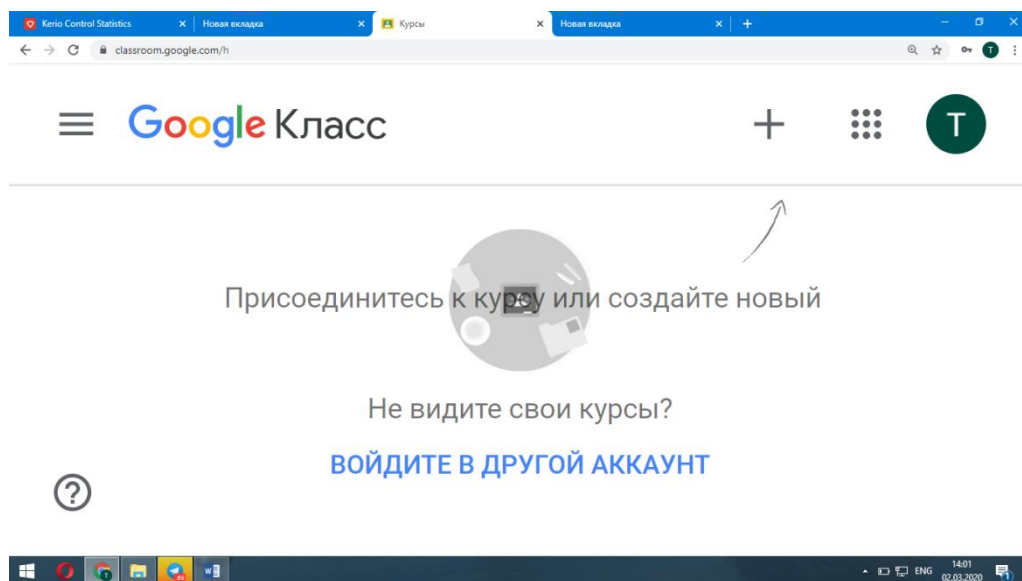 Kerio Control Statistics
Новая вкладка
Курсы
Новая вкладка
classroom.google.com/h
T
Google Класс
T
Присоединитесь к курсу или создайте новый
Не видите свои курсы?
ВОЙДИТЕ В ДРУГОЙ АККАУНТ
ENG
14:01
02.03.2020